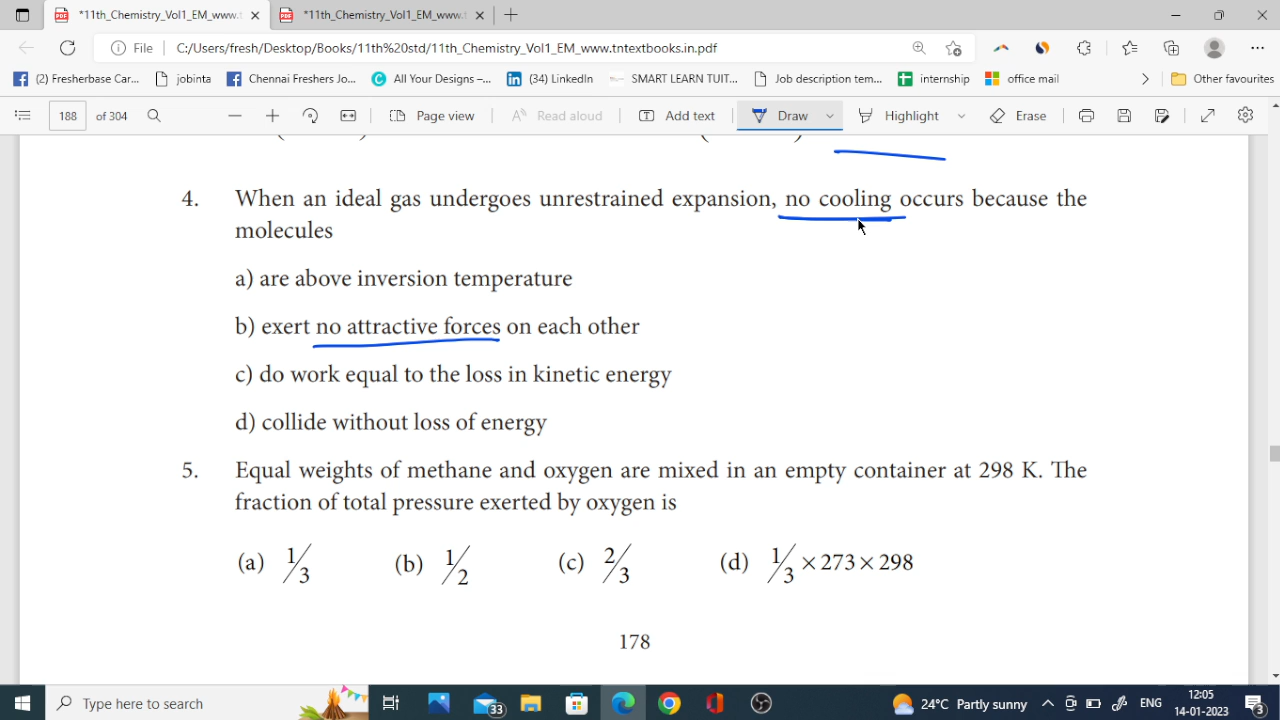 *11th_Chemistry_Vol1_EM_www.t
*11th_Chemistry_Vol1_EM_www.
File
C:/Users/fresh/Desktop/Books/11th%20std/11th_Chemistry_Vol1_EM_www.tntextbooks.in.pdf
(2) Fresherbase Car...
jobinta
Chennai Freshers Jo...
All Your Designs –...
(34) LinkedIn
SMART LEARN TUIT...
Job description tem...
internship
office mail
Other favourites
188 of 304
Page view
Read aloud
Add text
Draw
Highlight
Erase
4. When an ideal gas undergoes unrestrained expansion, no cooling occurs because the
molecules
a) are above inversion temperature
b) exert no attractive forces on each other
c) do work equal to the loss in kinetic energy
d) collide without loss of energy
5. Equal weights of methane and oxygen are mixed in an empty container at 298 K. The
fraction of total pressure exerted by oxygen is
(a) 1/3 (b) 1/2 (c) 2/3 (d) 1/3 × 273 × 298
178
Type here to search
33
24°C Partly sunny
ENG
12:05
14-01-2023
3